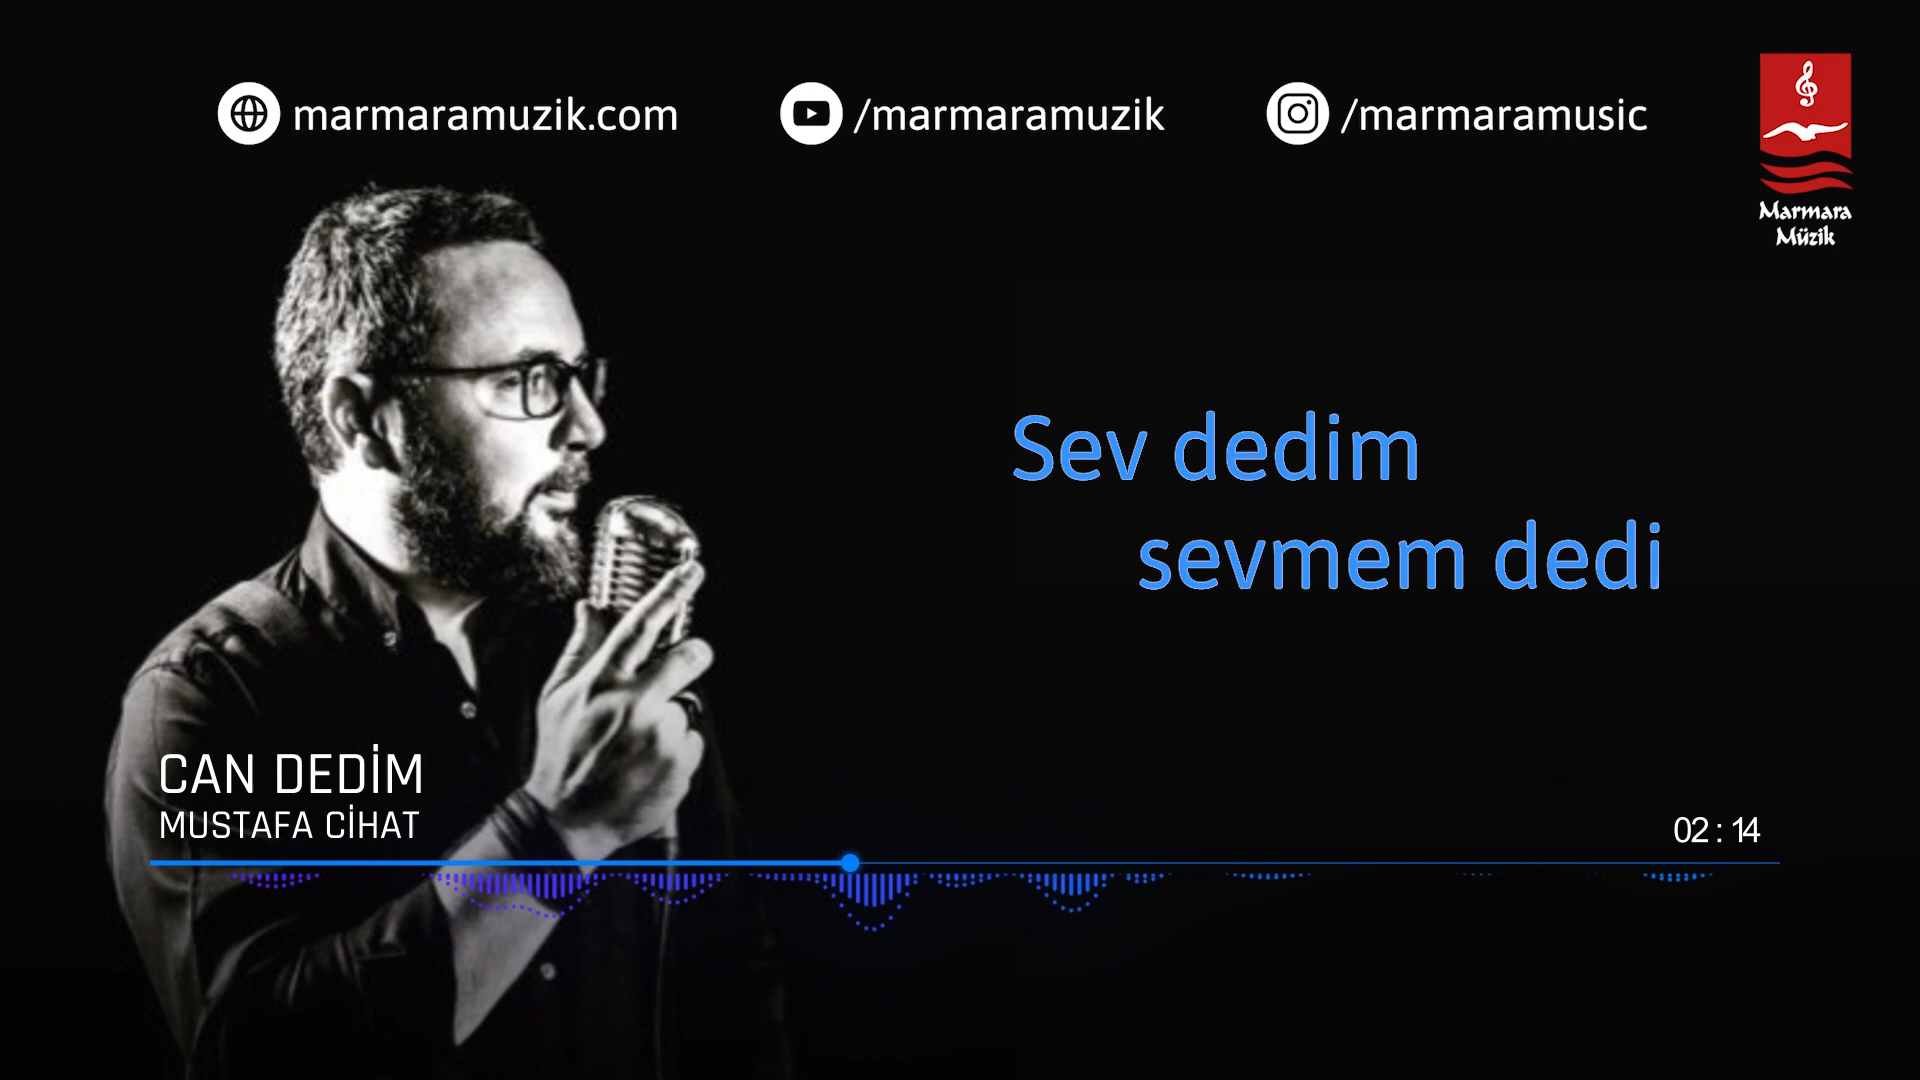 marmaramuzik.com
/marmaramuzik
/marmaramusic
Marmara
Müzik
Sev dedim
sevmem dedi
CAN DEDİM
MUSTAFA CİHAT
02 : 14